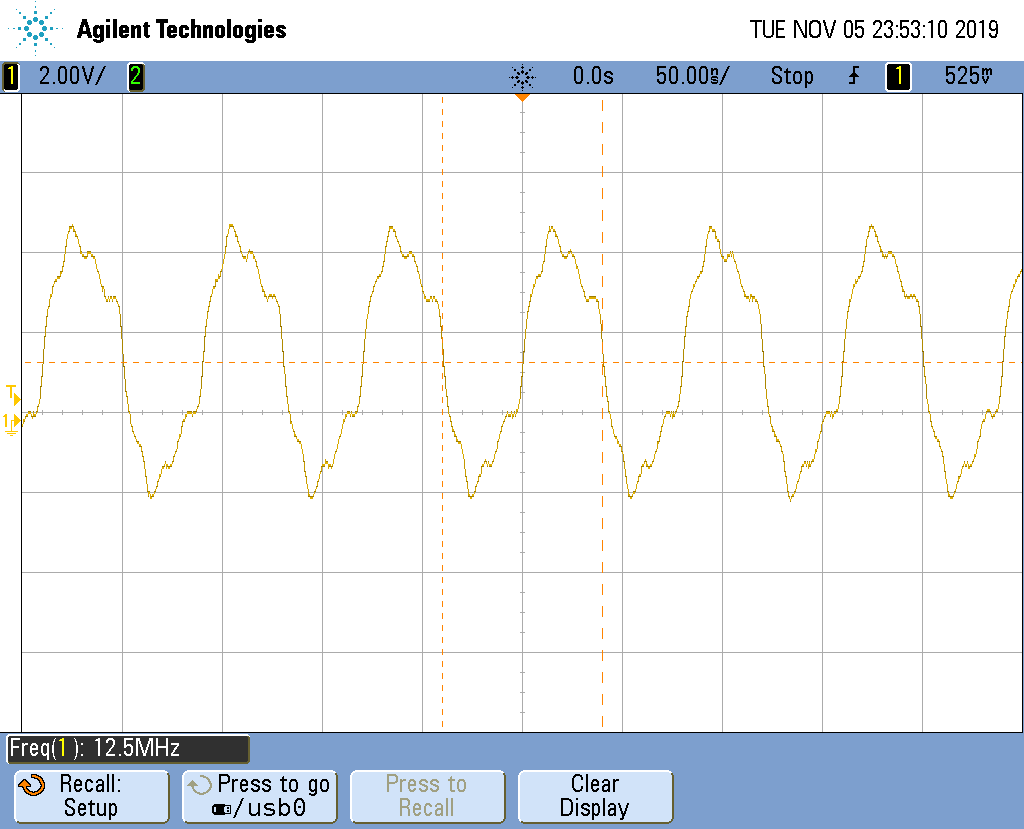 Agilent Technologies
TUE NOV 05 23:53:10 2019
1 2.00V/ 2 0.0s 50.00ns/ Stop 1 525mV
T
1
Freq(1): 12.5MHz
Recall:
Setup
Press to go
/usb0
Press to
Recall
Clear
Display